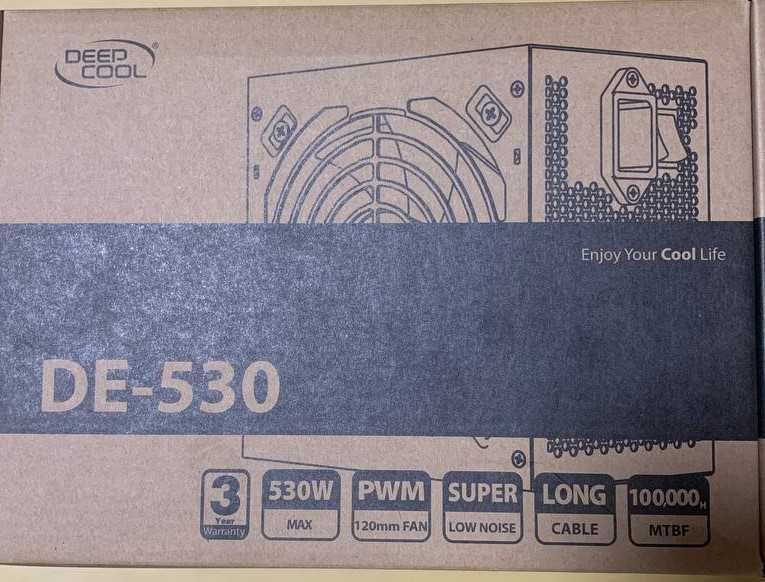 DEEP
COOL®
Enjoy Your Cool Life
DE-530
3
Year
Warranty
530W
MAX
PWM
120mm FAN
SUPER
LOW NOISE
LONG
CABLE
100,000H
MTBF